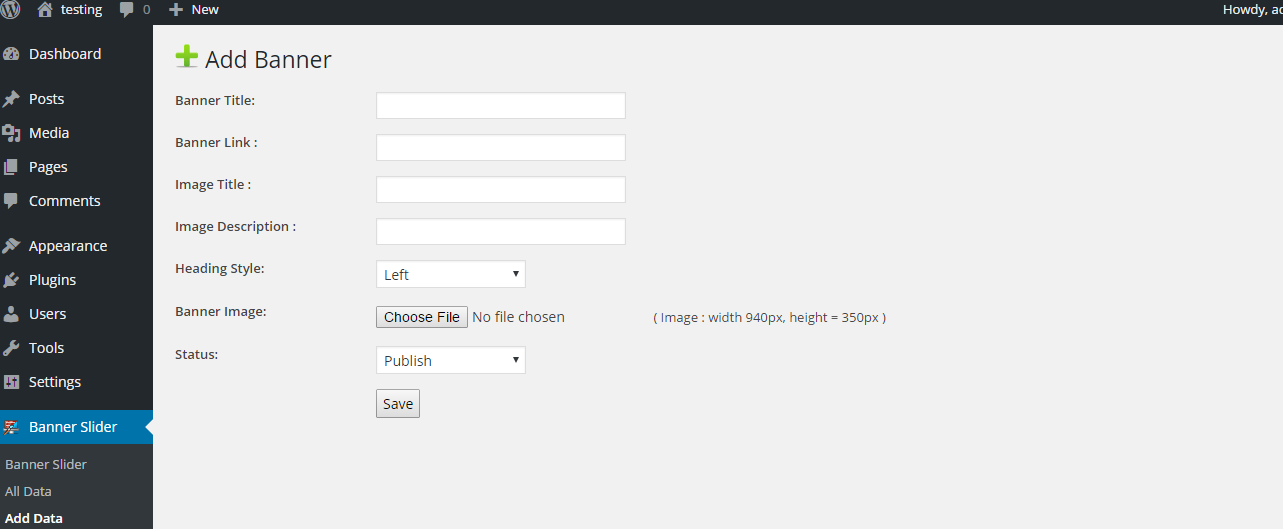 testing 0 New Howdy, ac
Dashboard
Posts
Media
Pages
Comments
Appearance
Plugins
Users
Tools
Settings
Banner Slider
Banner Slider
All Data
Add Data
Add Banner
Banner Title:
Banner Link :
Image Title :
Image Description :
Heading Style: Left
Banner Image: Choose File No file chosen ( Image : width 940px, height = 350px )
Status: Publish
Save